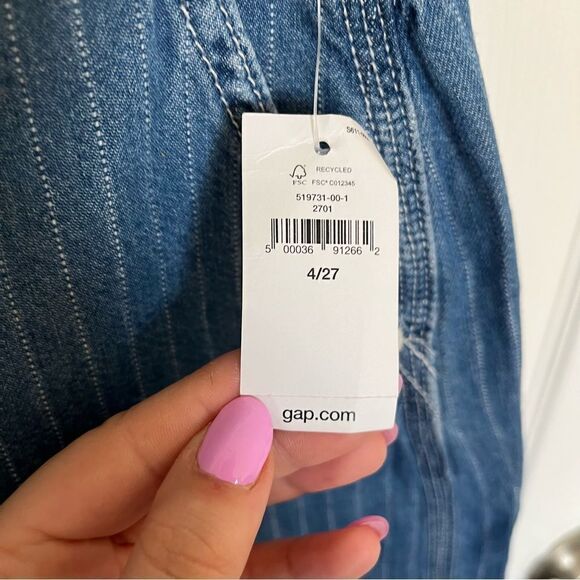 RECYCLED
FSC
FSC® C012345
519731-00-1
2701
5 00036 91266 2
4/27
gap.com